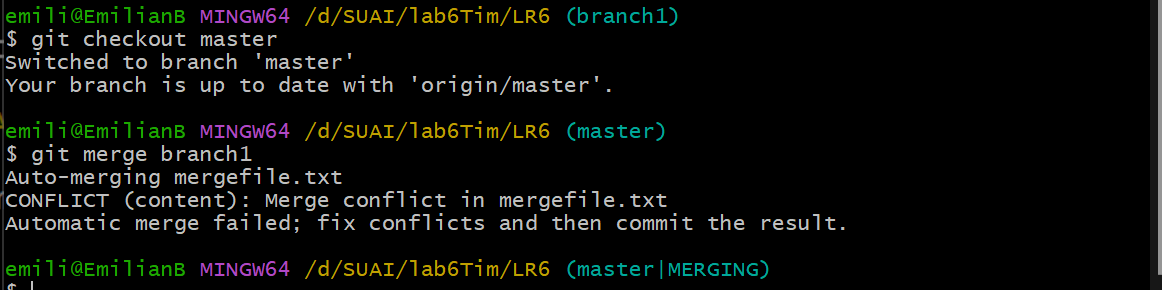 emili@EmilianB MINGW64 /d/SUAI/lab6Tim/LR6 (branch1)
$ git checkout master
Switched to branch 'master'
Your branch is up to date with 'origin/master'.
emili@EmilianB MINGW64 /d/SUAI/lab6Tim/LR6 (master)
$ git merge branch1
Auto-merging mergefile.txt
CONFLICT (content): Merge conflict in mergefile.txt
Automatic merge failed; fix conflicts and then commit the result.
emili@EmilianB MINGW64 /d/SUAI/lab6Tim/LR6 (master|MERGING)
$